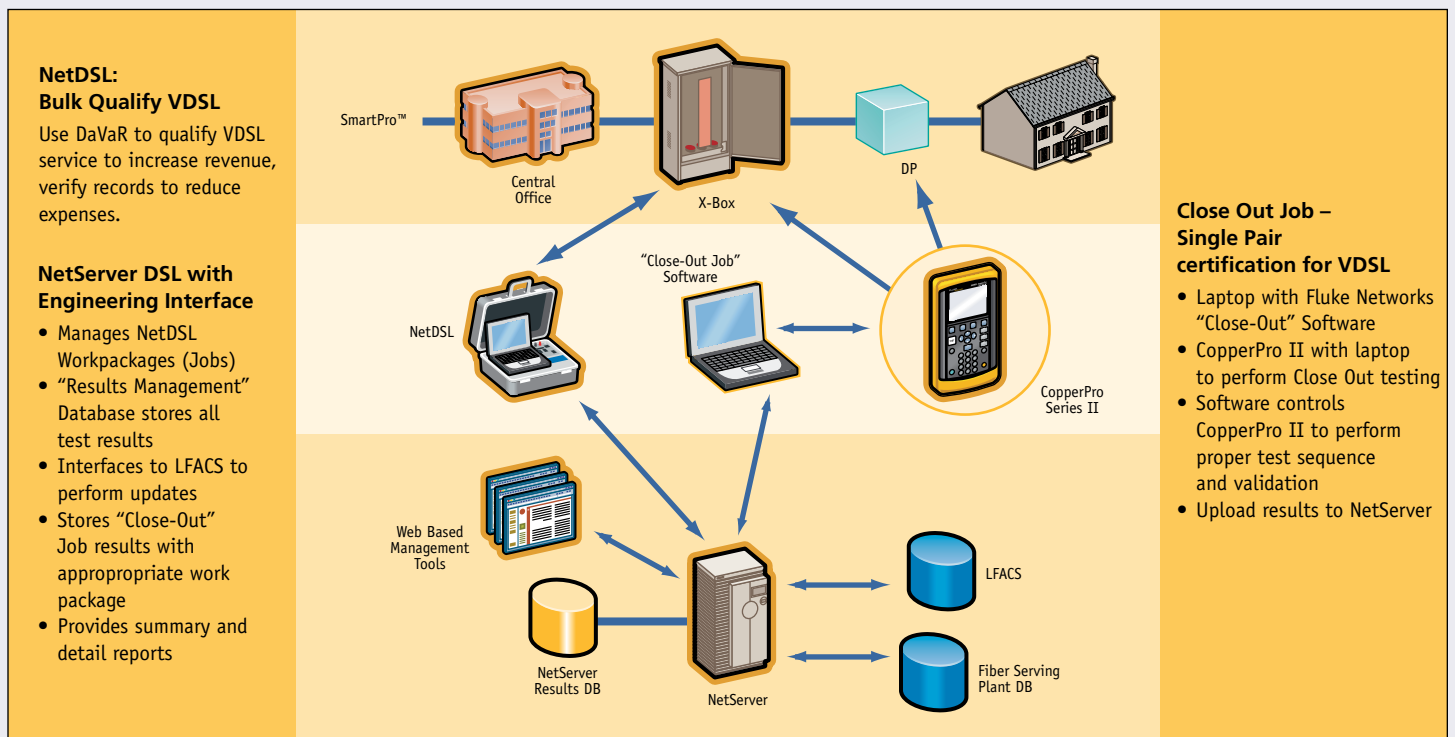 NetDSL:
Bulk Qualify VDSL
Use DaVaR to qualify VDSL
service to increase revenue,
verify records to reduce
expenses.
NetServer DSL with
Engineering Interface
• Manages NetDSL
Workpackages (Jobs)
• “Results Management”
Database stores all
test results
• Interfaces to LFACS to
perform updates
• Stores “Close-Out”
Job results with
appropropriate work
package
• Provides summary and
detail reports
SmartPro™
Central
Office
X-Box
DP
NetDSL
“Close-Out Job”
Software
CopperPro
Series II
Web Based
Management
Tools
NetServer
Results DB
NetServer
LFACS
Fiber Serving
Plant DB
Close Out Job –
Single Pair
certification for VDSL
• Laptop with Fluke Networks
“Close-Out” Software
• CopperPro II with laptop
to perform Close Out testing
• Software controls
CopperPro II to perform
proper test sequence
and validation
• Upload results to NetServer